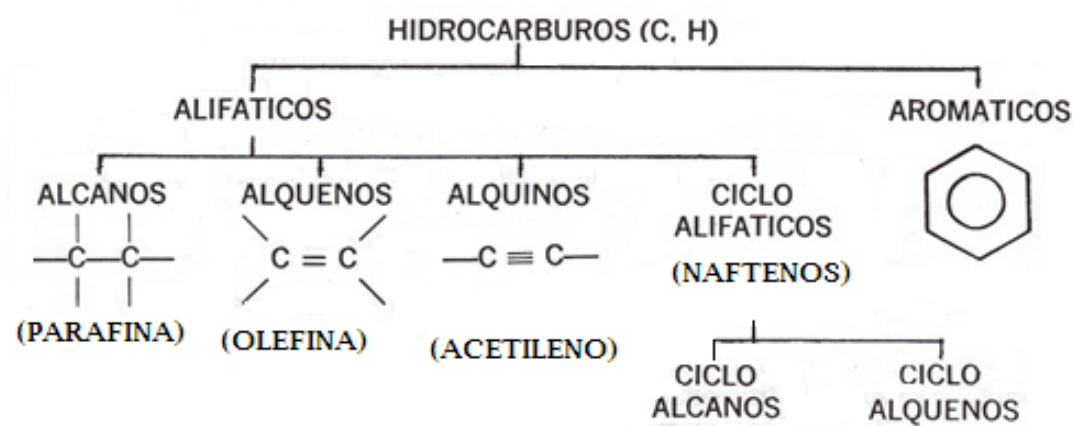 HIDROCARBUROS (C, H)
ALIFATICOS
AROMATICOS
ALCANOS
ALQUENOS
ALQUINOS
CICLO
ALIFATICOS
(NAFTENOS)
C C
C = C
C ≡ C
(PARAFINA)
(OLEFINA)
(ACETILENO)
CICLO
ALCANOS
CICLO
ALQUENOS